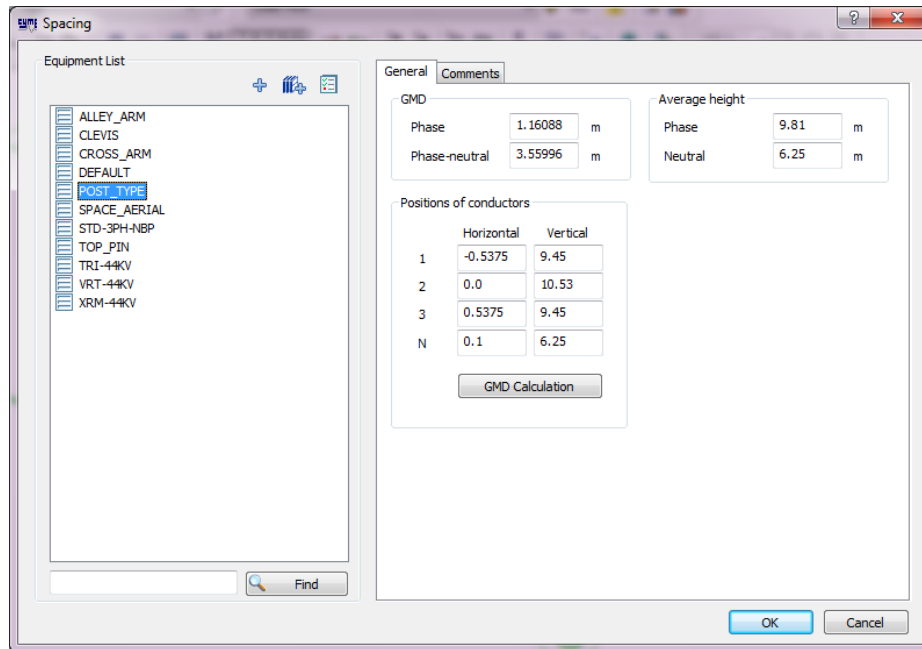 CYME Spacing
Equipment List
ALLEY_ARM
CLEVIS
CROSS_ARM
DEFAULT
POST_TYPE
SPACE_AERIAL
STD-3PH-NBP
TOP_PIN
TRI-44KV
VRT-44KV
XRM-44KV
Find
General Comments
GMD
Phase 1.16088 m
Phase-neutral 3.55996 m
Average height
Phase 9.81 m
Neutral 6.25 m
Positions of conductors
Horizontal Vertical
1 -0.5375 9.45
2 0.0 10.53
3 0.5375 9.45
N 0.1 6.25
GMD Calculation
OK Cancel